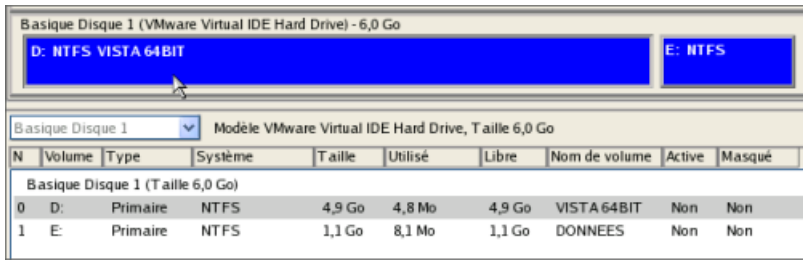 Basique Disque 1 (VMware Virtual IDE Hard Drive) - 6,0 Go
D: NTFS VISTA 64BIT E: NTFS
Basique Disque 1 Modèle VMware Virtual IDE Hard Drive, Taille 6,0 Go
N Volume Type Système Taille Utilisé Libre Nom de volume Active Masqué
Basique Disque 1 (Taille 6,0 Go)
0 D: Primaire NTFS 4,9 Go 4,8 Mo 4,9 Go VISTA 64BIT Non Non
1 E: Primaire NTFS 1,1 Go 8,1 Mo 1,1 Go DONNEES Non Non